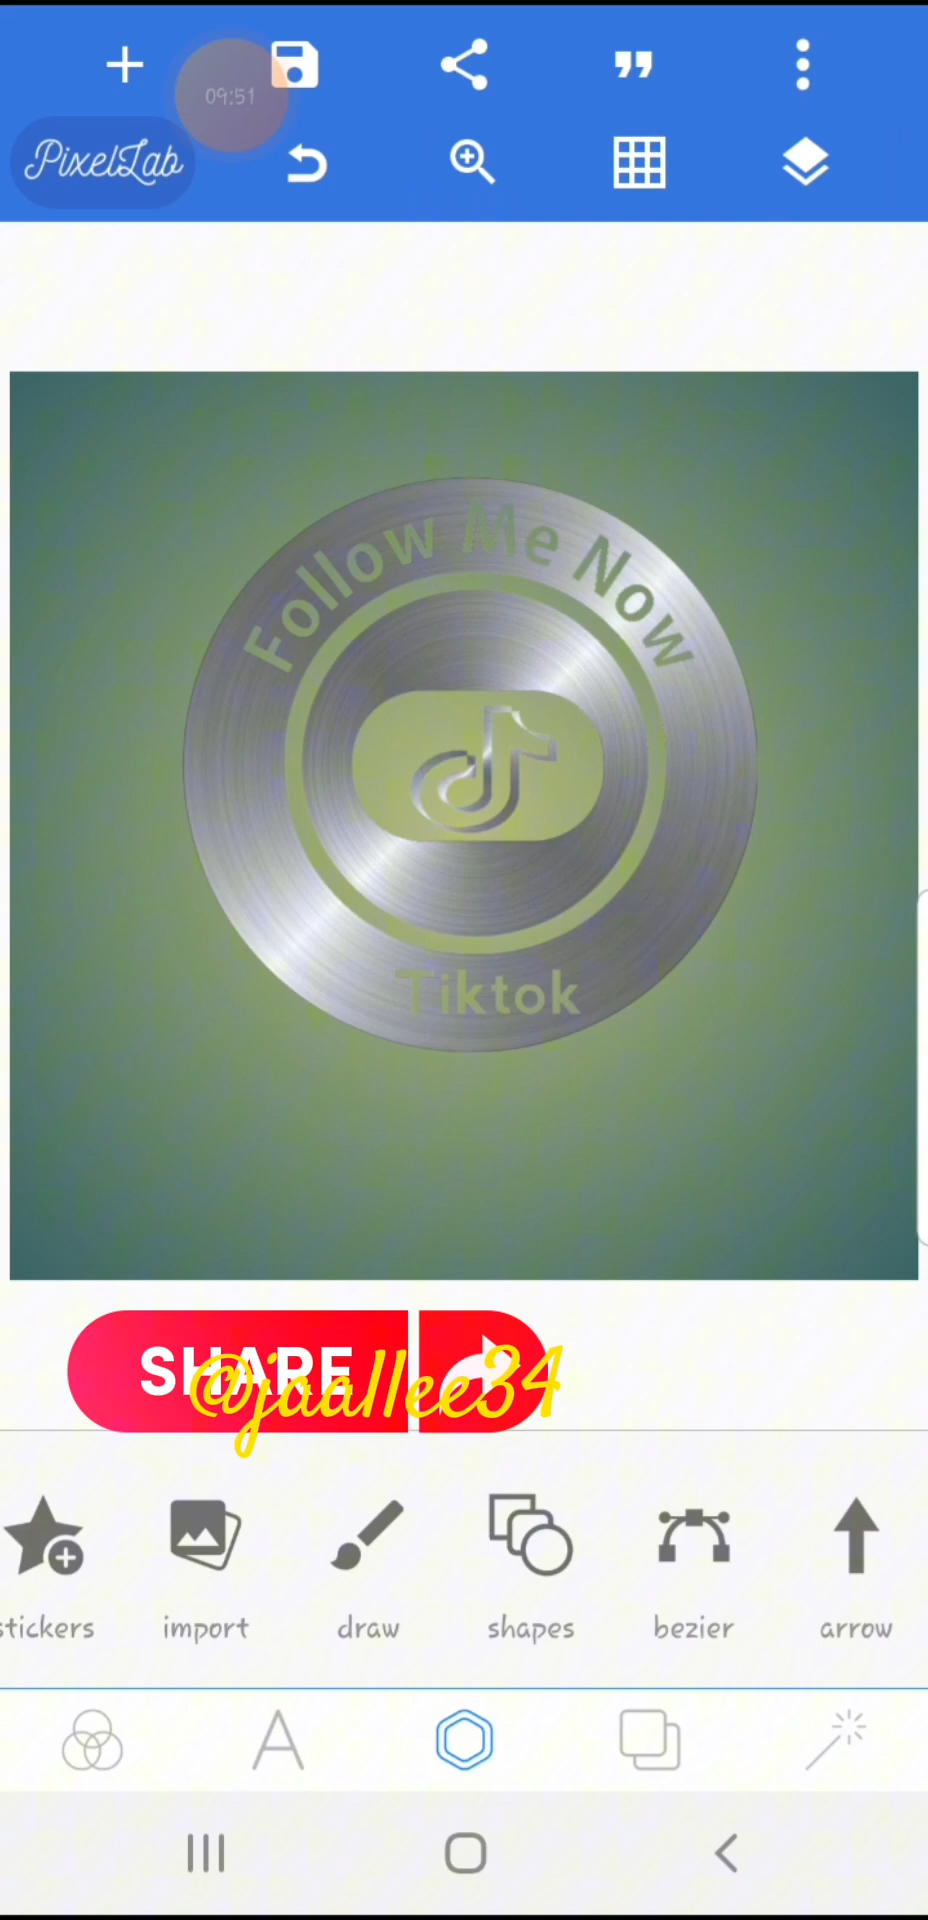 09:51
PixelLab
Follow Me Now
Tiktok
SHARE
@jaallee34
stickers
import
draw
shapes
bezier
arrow